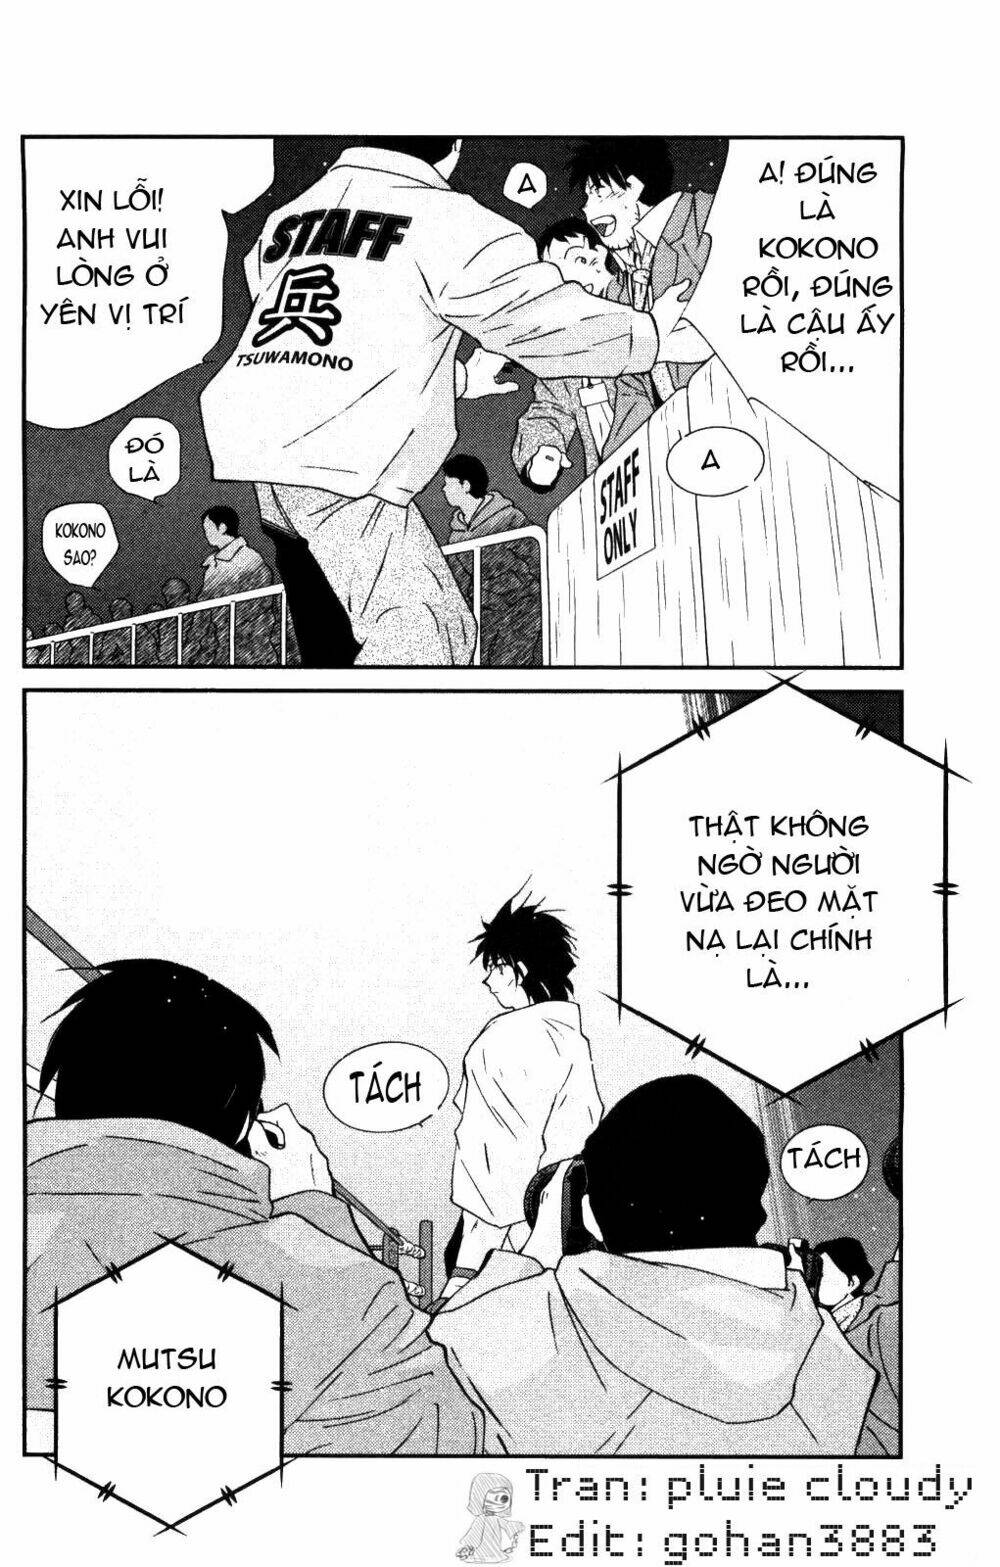 A! ĐÚNG
LÀ
KOKONO
RỒI, ĐÚNG
LÀ CẬU ẤY
RỒI...
A
A
XIN LỖI!
ANH VUI
LÒNG Ở
YÊN VỊ TRÍ
STAFF
兵
TSUWAMONO
STAFF
ONLY
ĐÓ
LÀ
KOKONO
SAO?
THẬT KHÔNG
NGỜ NGƯỜI
VỪA ĐEO MẶT
NẠ LẠI CHÍNH
LÀ...
TÁCH
TÁCH
MUTSU
KOKONO
Tran: pluie cloudy
Edit: gohan3883